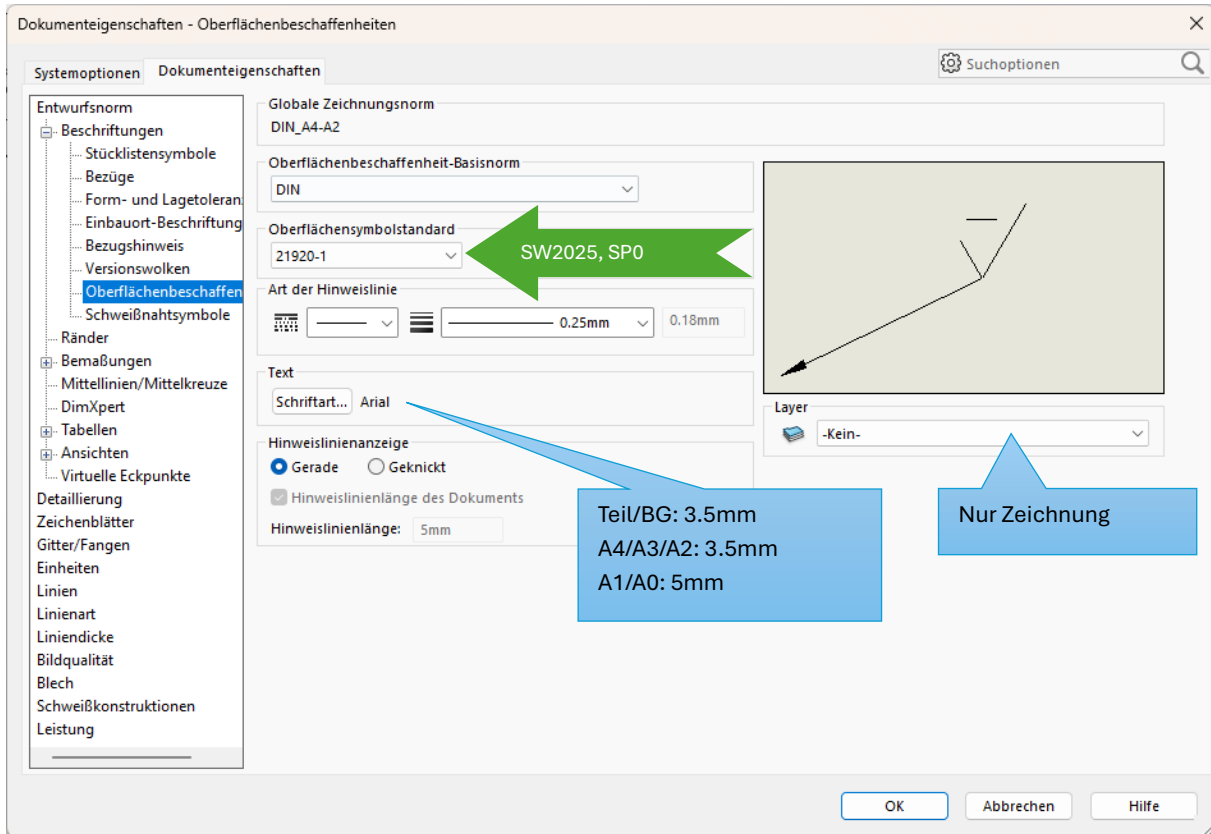 Dokumenteigenschaften - Oberflächenbeschaffenheiten
Systemoptionen
Dokumenteigenschaften
Suchoptionen
Entwurfsnorm
Beschriftungen
Stücklistensymbole
Bezüge
Form- und Lagetoleran
Einbauort-Beschriftung
Bezugshinweis
Versionswolken
Oberflächenbeschaffen
Schweißnahtsymbole
Ränder
Bemaßungen
Mittellinien/Mittelkreuze
DimXpert
Tabellen
Ansichten
Virtuelle Eckpunkte
Detaillierung
Zeichenblätter
Gitter/Fangen
Einheiten
Linien
Linienart
Liniendicke
Bildqualität
Blech
Schweißkonstruktionen
Leistung
Globale Zeichnungsnorm
DIN_A4-A2
Oberflächenbeschaffenheit-Basisnorm
DIN
Oberflächensymbolstandard
21920-1
SW2025, SP0
Art der Hinweislinie
0.25mm
0.18mm
Text
Schriftart... Arial
Hinweislinienanzeige
Gerade
Geknickt
Hinweislinienlänge des Dokuments
Hinweislinienlänge: 5mm
Teil/BG: 3.5mm
A4/A3/A2: 3.5mm
A1/A0: 5mm
Layer
-Kein-
Nur Zeichnung
OK
Abbrechen
Hilfe